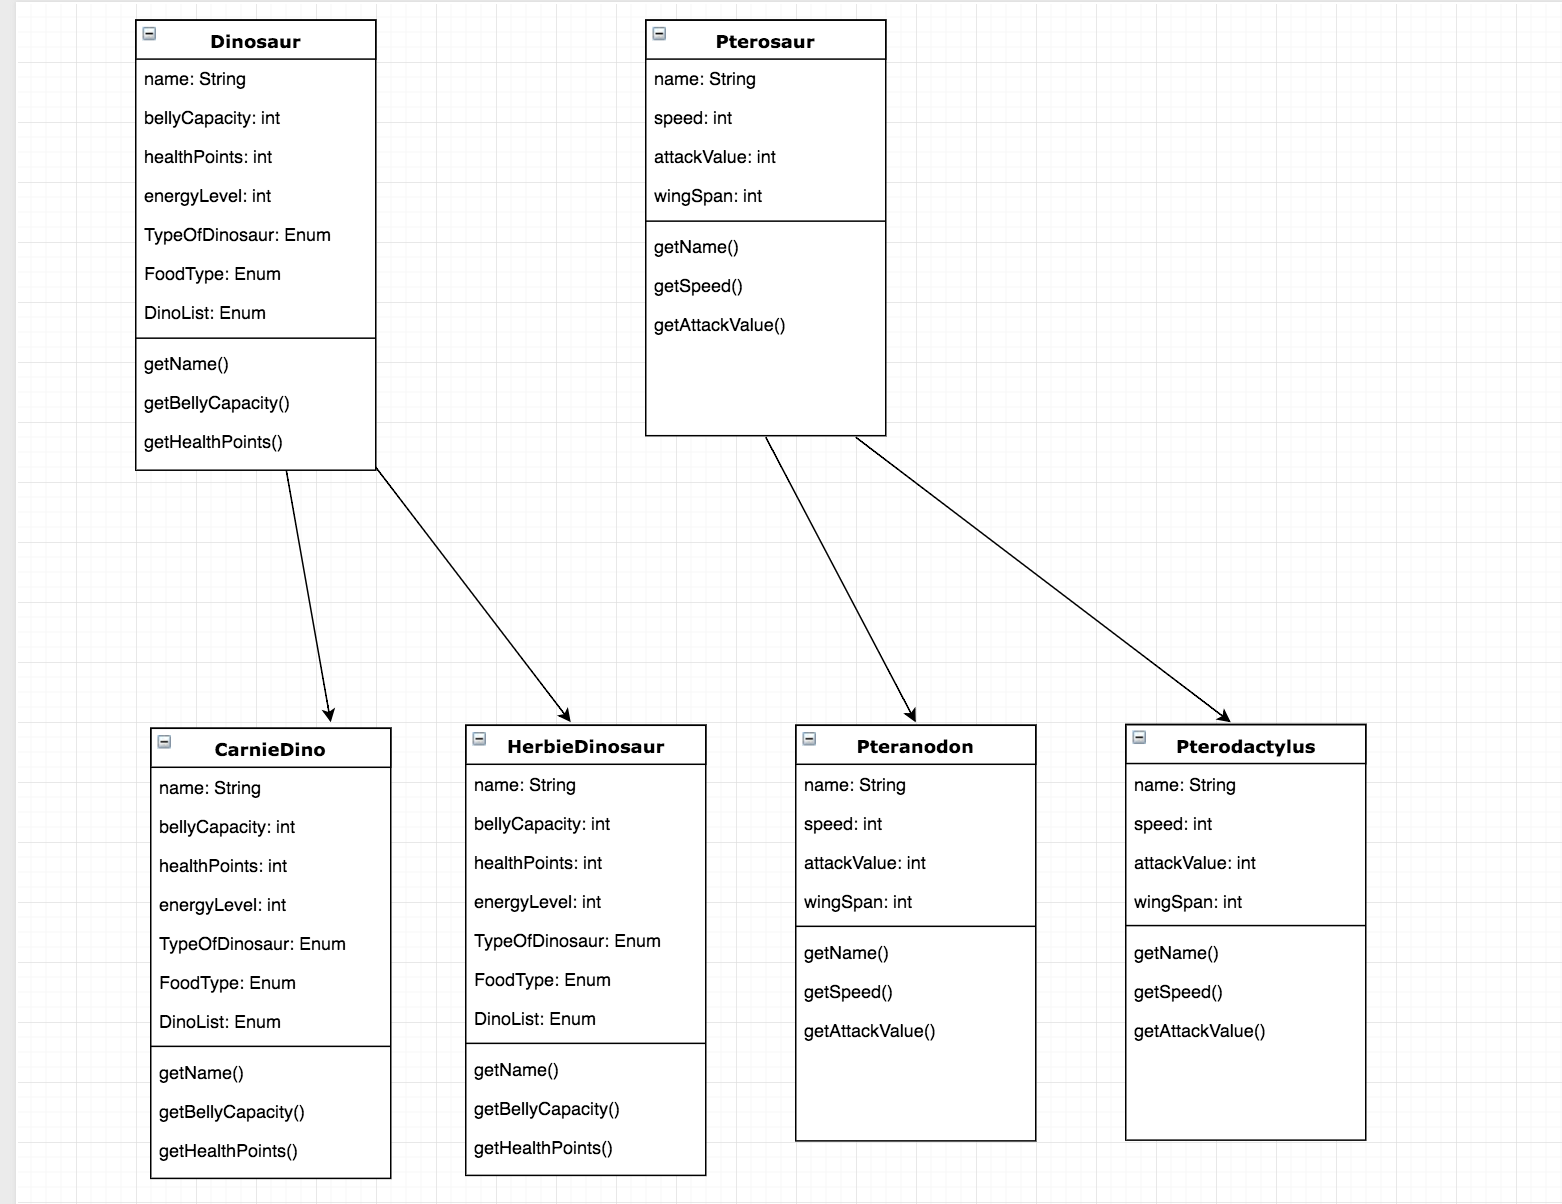 Dinosaur
name: String
bellyCapacity: int
healthPoints: int
energyLevel: int
TypeOfDinosaur: Enum
FoodType: Enum
DinoList: Enum
getName()
getBellyCapacity()
getHealthPoints()
Pterosaur
name: String
speed: int
attackValue: int
wingSpan: int
getName()
getSpeed()
getAttackValue()
CarnieDino
name: String
bellyCapacity: int
healthPoints: int
energyLevel: int
TypeOfDinosaur: Enum
FoodType: Enum
DinoList: Enum
getName()
getBellyCapacity()
getHealthPoints()
HerbieDinosaur
name: String
bellyCapacity: int
healthPoints: int
energyLevel: int
TypeOfDinosaur: Enum
FoodType: Enum
DinoList: Enum
getName()
getBellyCapacity()
getHealthPoints()
Pteranodon
name: String
speed: int
attackValue: int
wingSpan: int
getName()
getSpeed()
getAttackValue()
Pterodactylus
name: String
speed: int
attackValue: int
wingSpan: int
getName()
getSpeed()
getAttackValue()